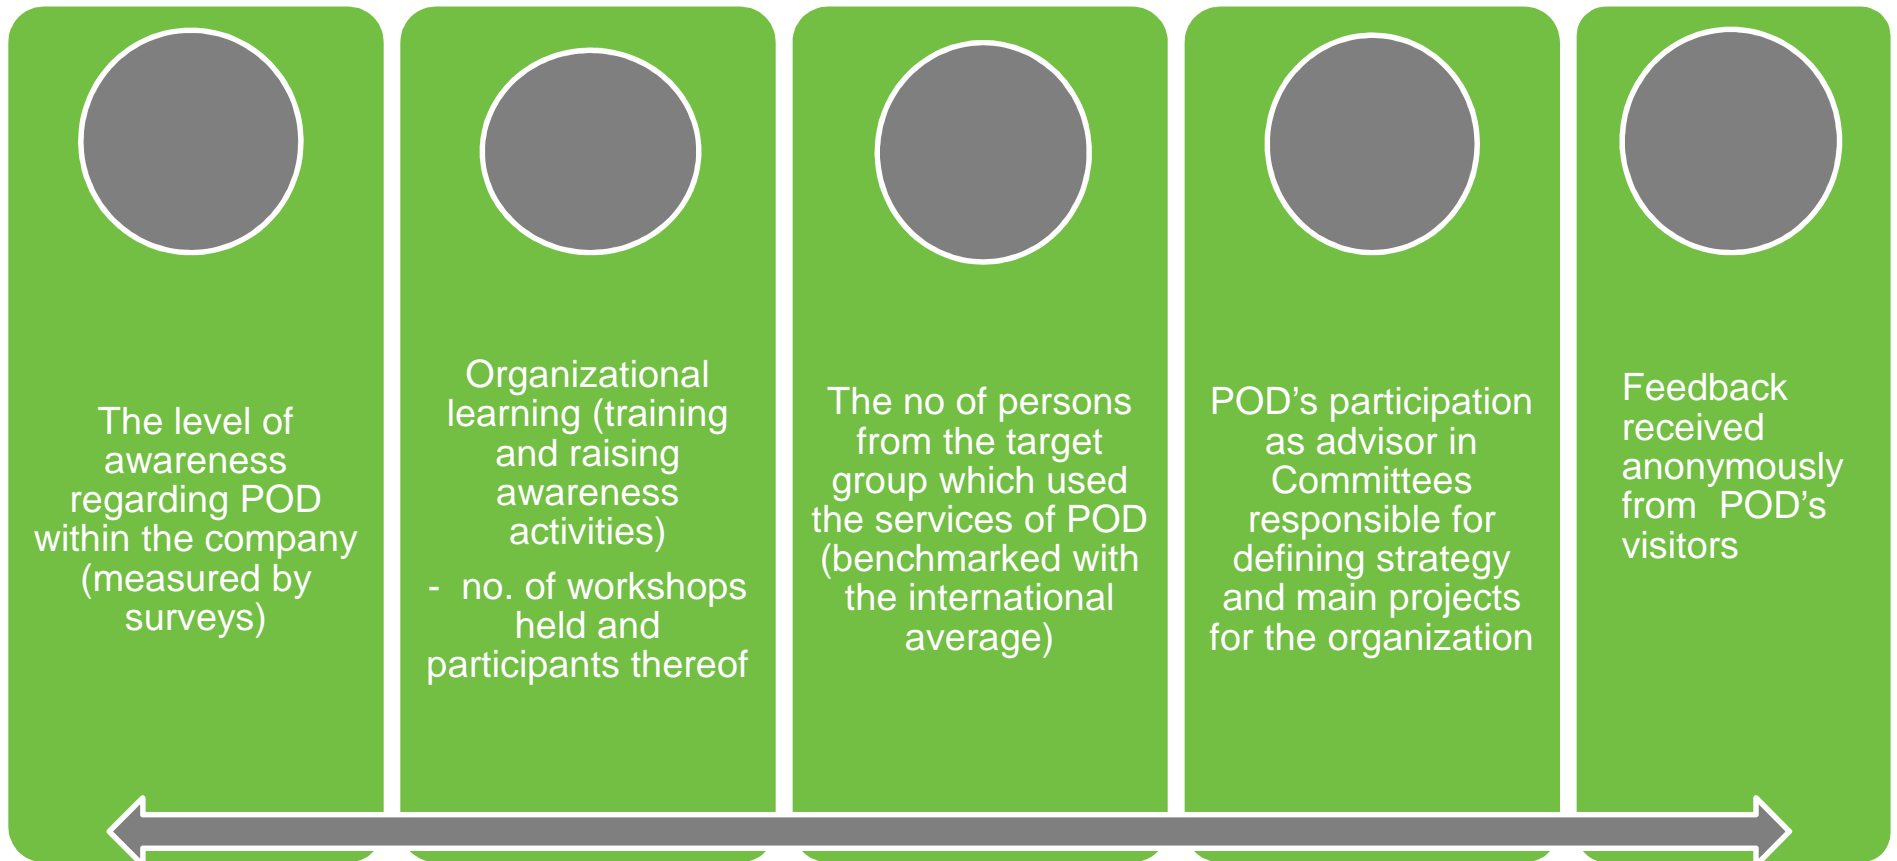 The level of
awareness
regarding POD
within the company
(measured by
surveys)
Organizational
learning (training
and raising
awareness
activities)
- no. of workshops
held and
participants thereof
The no of persons
from the target
group which used
the services of POD
(benchmarked with
the international
average)
POD’s participation
as advisor in
Committees
responsible for
defining strategy
and main projects
for the organization
Feedback
received
anonymously
from POD’s
visitors